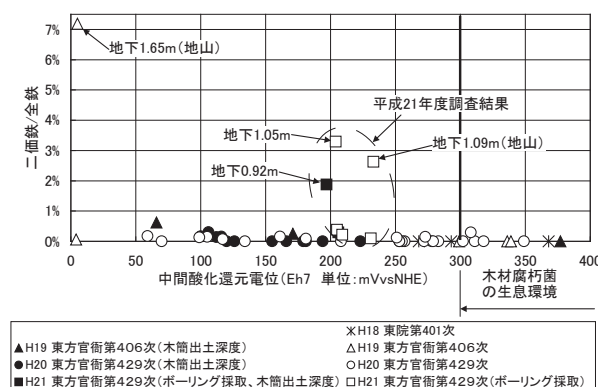 7%
6%
5%
4%
3%
2%
1%
0%
二価鉄/全鉄
地下1.65m(地山)
平成21年度調査結果
地下1.05m
地下1.09m(地山)
地下0.92m
0 50 100 150 200 250 300 350 400
中間酸化還元電位(Eh7 単位:mVvsNHE)
木材腐朽菌
の生息環境
H18 東院第401次
▲H19 東方官衙第406次(木簡出土深度)
△H19 東方官衙第406次
●H20 東方官衙第429次(木簡出土深度)
○H20 東方官衙第429次
■H21 東方官衙第429次(ボーリング採取、木簡出土深度)
□H21 東方官衙第429次(ボーリング採取)